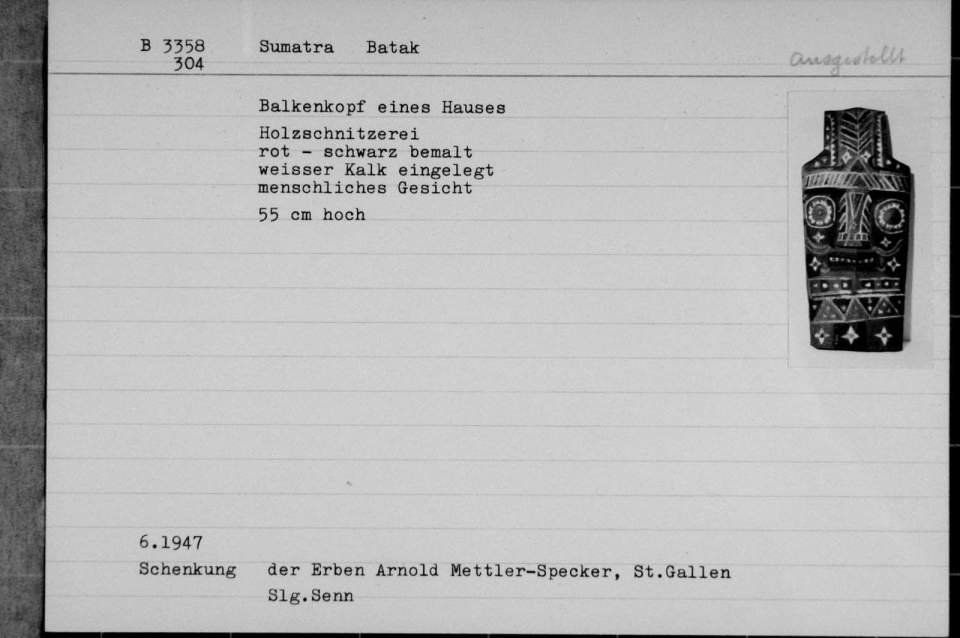 B 3358 Sumatra Batak
304
ausgestellt
Balkenkopf eines Hauses
Holzschnitzerei
rot - schwarz bemalt
weisser Kalk eingelegt
menschliches Gesicht
55 cm hoch
6.1947
Schenkung der Erben Arnold Mettler-Specker, St.Gallen
Slg.Senn